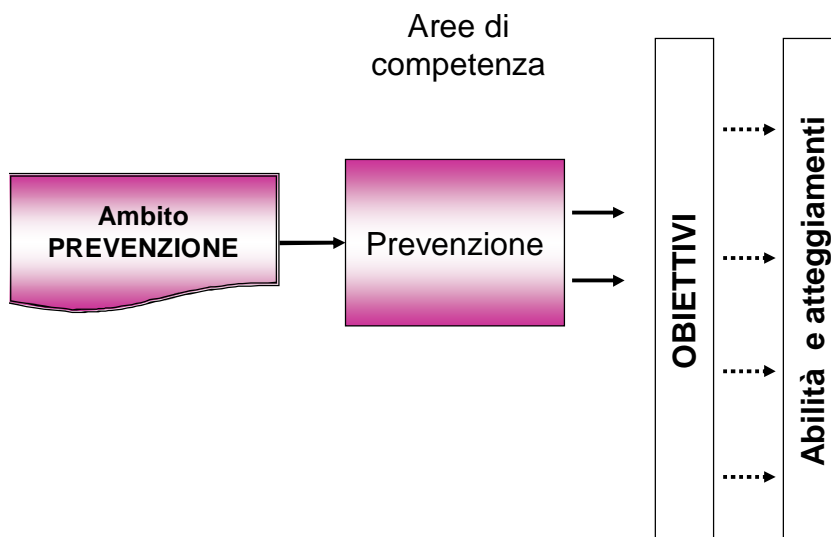 Aree di
competenza
Ambito
PREVENZIONE
Prevenzione
OBIETTIVI
Abilità e atteggiamenti